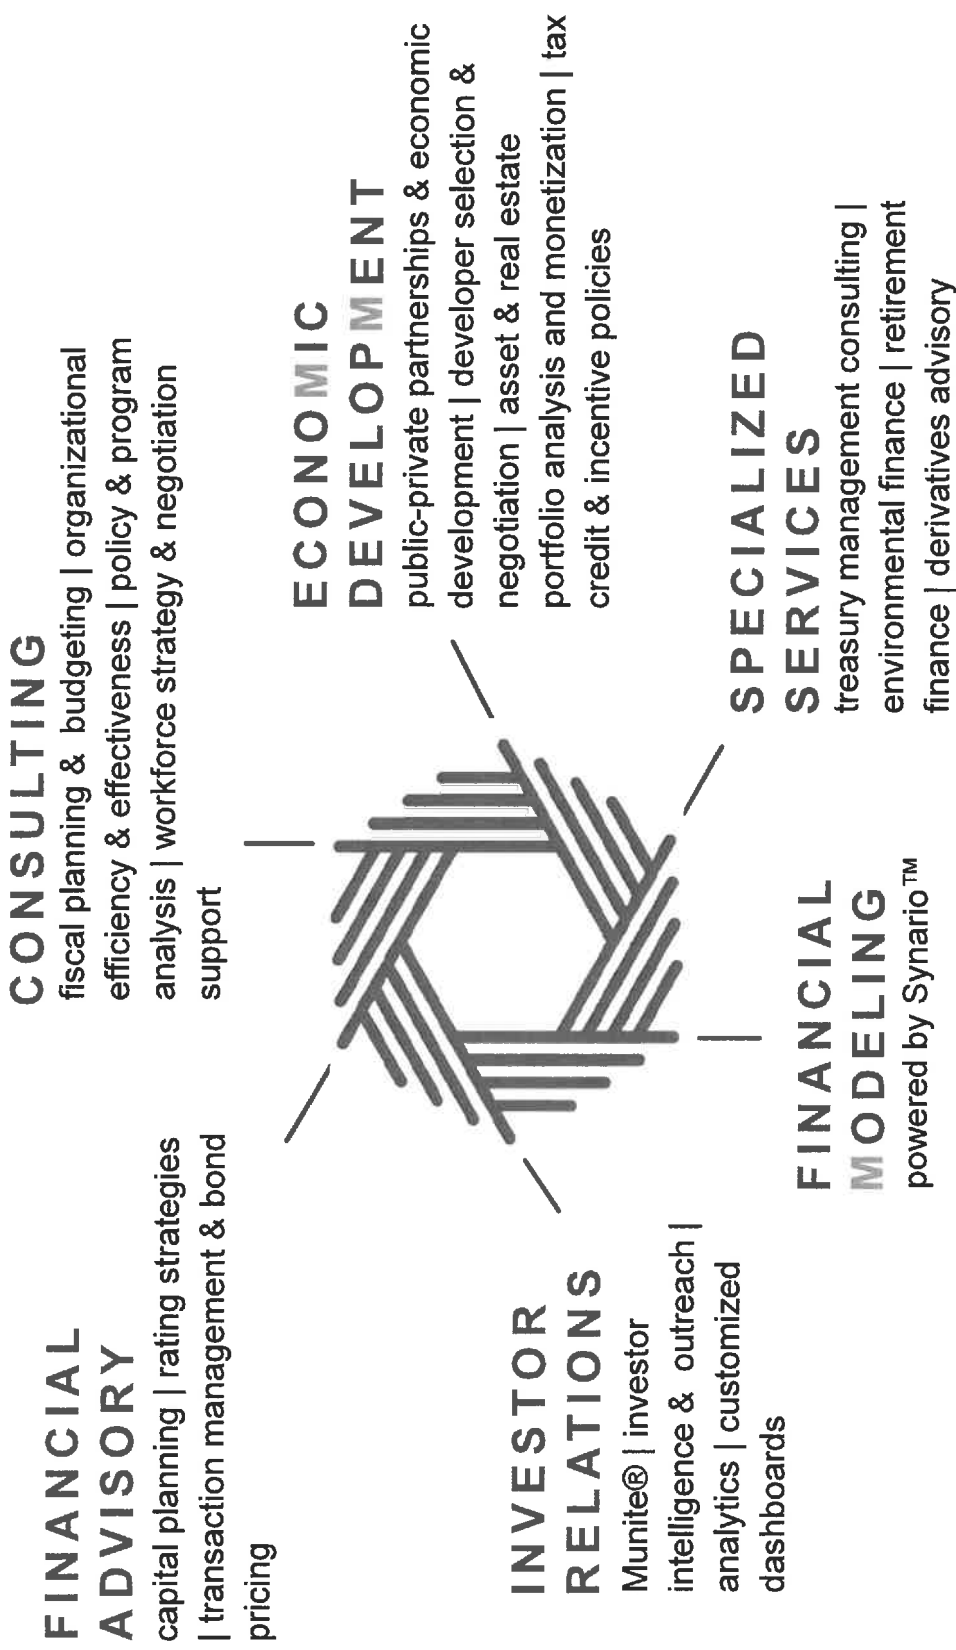 FINANCIAL
ADVISORY
capital planning | rating strategies
| transaction management & bond
pricing
CONSULTING
fiscal planning &  budgeting | organizational
efficiency & effectiveness | policy & program
analysis | workforce strategy & negotiation
support
ECONOMIC
DEVELOPMENT
public-private partnerships & economic
development | developer selection &
negotiation | asset & real estate
portfolio analysis and monetization | tax
credit & incentive policies
INVESTOR
RELATIONS
Munite® | investor
intelligence &  outreach |
analytics | customized
dashboards
FINANCIAL
MODELING
powered by Synario™
SPECIALIZED
SERVICES
treasury management consulting |
environmental finance | retirement
finance | derivatives advisory